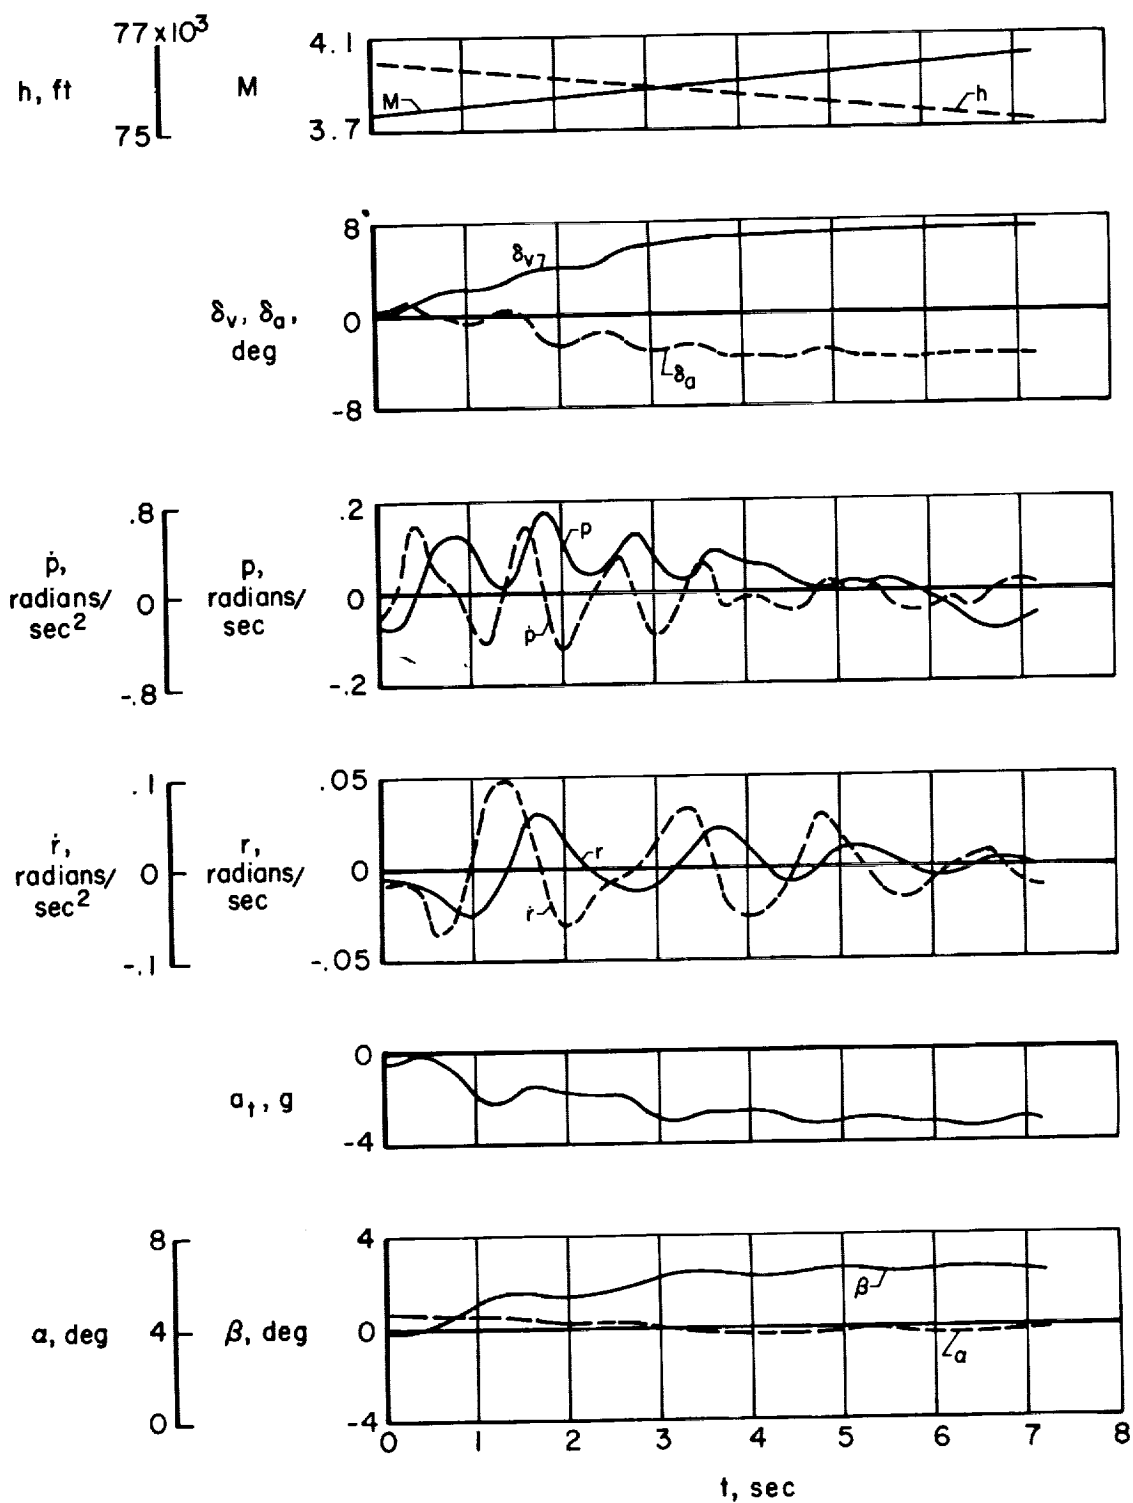 77 x 10³
4.1
h, ft
M
M
h
75
3.7
8
δv
δv, δa,
deg
0
δa
-8
.8
.2
ṗ,
radians/
sec²
p,
radians/
sec
p
0
0
ṗ
-.8
-.2
.1
.05
ṙ,
radians/
sec²
r,
radians/
sec
r
0
0
ṙ
-.1
-.05
0
at, g
-4
8
4
β
α, deg
4
β, deg
0
α
0
-4
0 1 2 3 4 5 6 7 8
t, sec